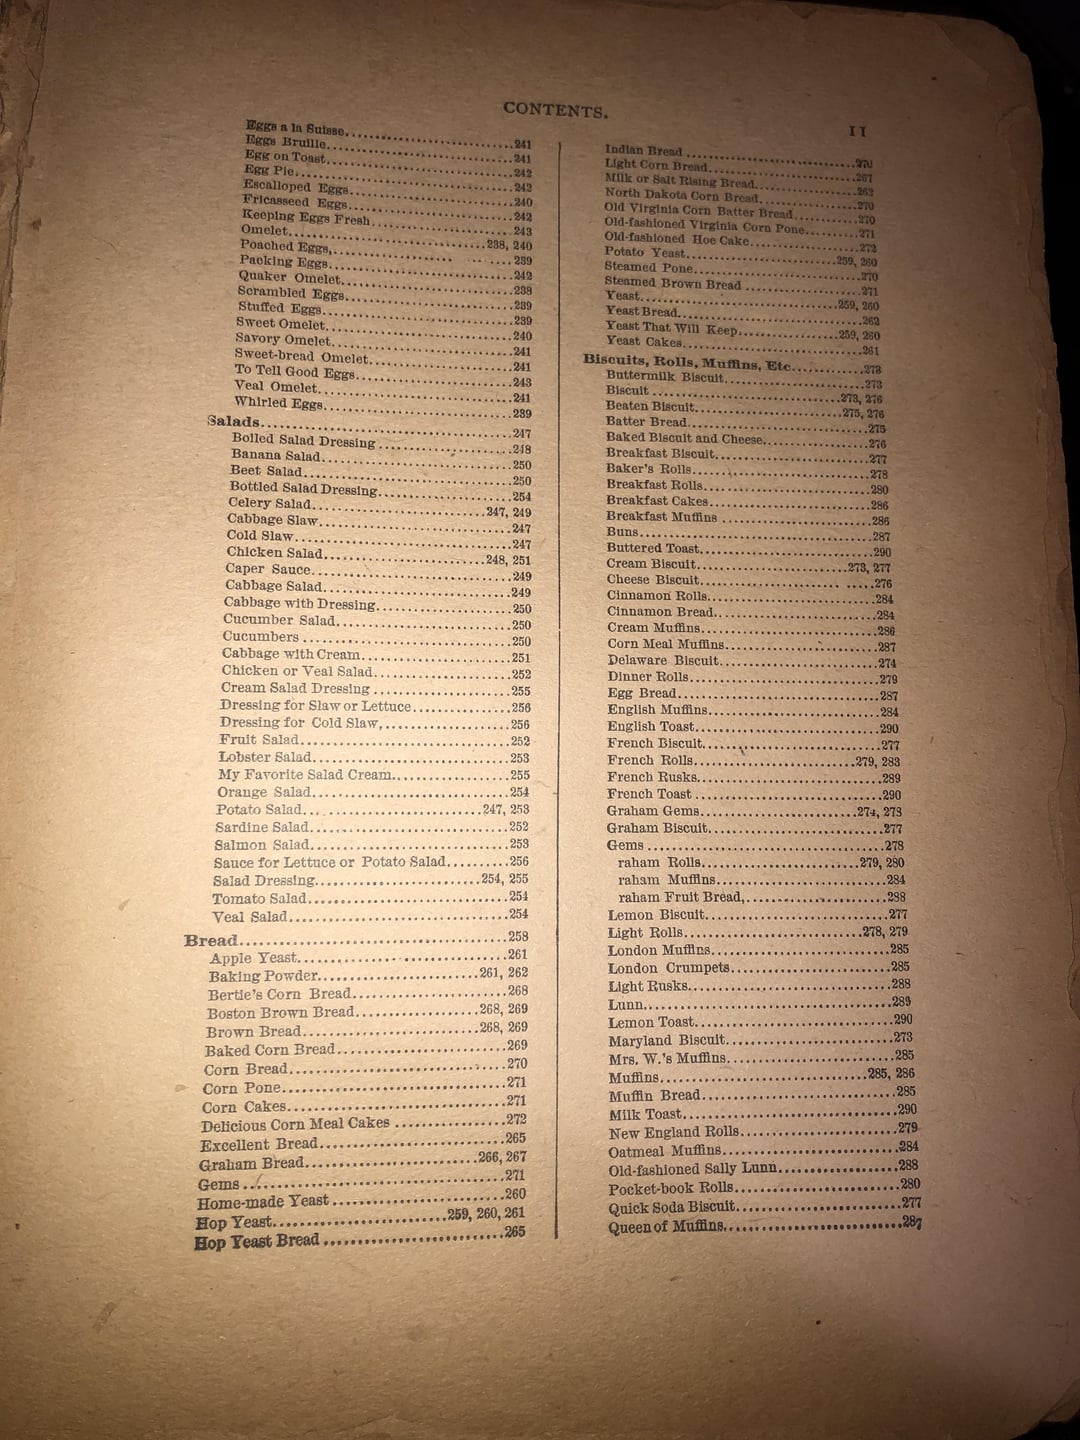 CONTENTS.
11
Eggs a la Suisse..............................241
Eggs Brullie..............................241
Egg on Toast..............................242
Egg Pie..............................242
Escalloped Eggs..............................240
Fricasseed Eggs..............................242
Keeping Eggs Fresh..............................243
Omelet..............................238, 240
Poached Eggs,..............................239
Packing Eggs..............................242
Quaker Omelet..............................238
Scrambled Eggs..............................239
Stuffed Eggs..............................239
Sweet Omelet..............................240
Savory Omelet..............................241
Sweet-bread Omelet..............................241
To Tell Good Eggs..............................243
Veal Omelet..............................241
Whirled Eggs..............................239
Salads..............................247
Boiled Salad Dressing..............................248
Banana Salad..............................250
Beet Salad..............................250
Bottled Salad Dressing..............................254
Celery Salad..............................247, 249
Cabbage Slaw..............................247
Cold Slaw..............................247
Chicken Salad..............................248, 251
Caper Sauce..............................249
Cabbage Salad..............................249
Cabbage with Dressing..............................250
Cucumber Salad..............................250
Cucumbers..............................250
Cabbage with Cream..............................251
Chicken or Veal Salad..............................252
Cream Salad Dressing..............................255
Dressing for Slaw or Lettuce..............................256
Dressing for Cold Slaw,..............................256
Fruit Salad..............................252
Lobster Salad..............................253
My Favorite Salad Cream..............................255
Orange Salad..............................254
Potato Salad..............................247, 253
Sardine Salad..............................252
Salmon Salad..............................253
Sauce for Lettuce or Potato Salad..............................256
Salad Dressing..............................254, 255
Tomato Salad..............................254
Veal Salad..............................254
Bread..............................258
Apple Yeast..............................261
Baking Powder..............................261, 262
Bertie's Corn Bread..............................268
Boston Brown Bread..............................268, 269
Brown Bread..............................268, 269
Baked Corn Bread..............................269
Corn Bread..............................270
Corn Pone..............................271
Corn Cakes..............................271
Delicious Corn Meal Cakes..............................272
Excellent Bread..............................265
Graham Bread..............................266, 267
Gems..............................271
Home-made Yeast..............................260
Hop Yeast..............................259, 260, 261
Hop Yeast Bread..............................265
Indian Bread..............................270
Light Corn Bread..............................267
Milk or Salt Rising Bread..............................263
North Dakota Corn Bread..............................270
Old Virginia Corn Batter Bread..............................270
Old-fashioned Virginia Corn Pone..............................271
Old-fashioned Hoe Cake..............................272
Potato Yeast..............................259, 260
Steamed Pone..............................270
Steamed Brown Bread..............................271
Yeast..............................259, 260
Yeast Bread..............................262
Yeast That Will Keep..............................259, 260
Yeast Cakes..............................261
Biscuits, Rolls, Muffins, Etc..............................273
Buttermilk Biscuit..............................273
Biscuit..............................273, 276
Beaten Biscuit..............................275, 276
Batter Bread..............................275
Baked Biscuit and Cheese..............................276
Breakfast Biscuit..............................277
Baker's Rolls..............................278
Breakfast Rolls..............................280
Breakfast Cakes..............................286
Breakfast Muffins..............................286
Buns..............................287
Buttered Toast..............................290
Cream Biscuit..............................273, 277
Cheese Biscuit..............................276
Cinnamon Rolls..............................284
Cinnamon Bread..............................284
Cream Muffins..............................286
Corn Meal Muffins..............................287
Delaware Biscuit..............................274
Dinner Rolls..............................279
Egg Bread..............................287
English Muffins..............................284
English Toast..............................290
French Biscuit..............................277
French Rolls..............................279, 283
French Rusks..............................289
French Toast..............................290
Graham Gems..............................274, 278
Graham Biscuit..............................277
Gems..............................278
raham Rolls..............................279, 280
raham Muffins..............................284
raham Fruit Bread,..............................288
Lemon Biscuit..............................277
Light Rolls..............................278, 279
London Muffins..............................285
London Crumpets..............................285
Light Rusks..............................288
Lunn..............................289
Lemon Toast..............................290
Maryland Biscuit..............................273
Mrs. W.'s Muffins..............................285
Muffins..............................285, 286
Muffin Bread..............................285
Milk Toast..............................290
New England Rolls..............................279
Oatmeal Muffins..............................284
Old-fashioned Sally Lunn..............................288
Pocket-book Rolls..............................280
Quick Soda Biscuit..............................277
Queen of Muffins..............................287